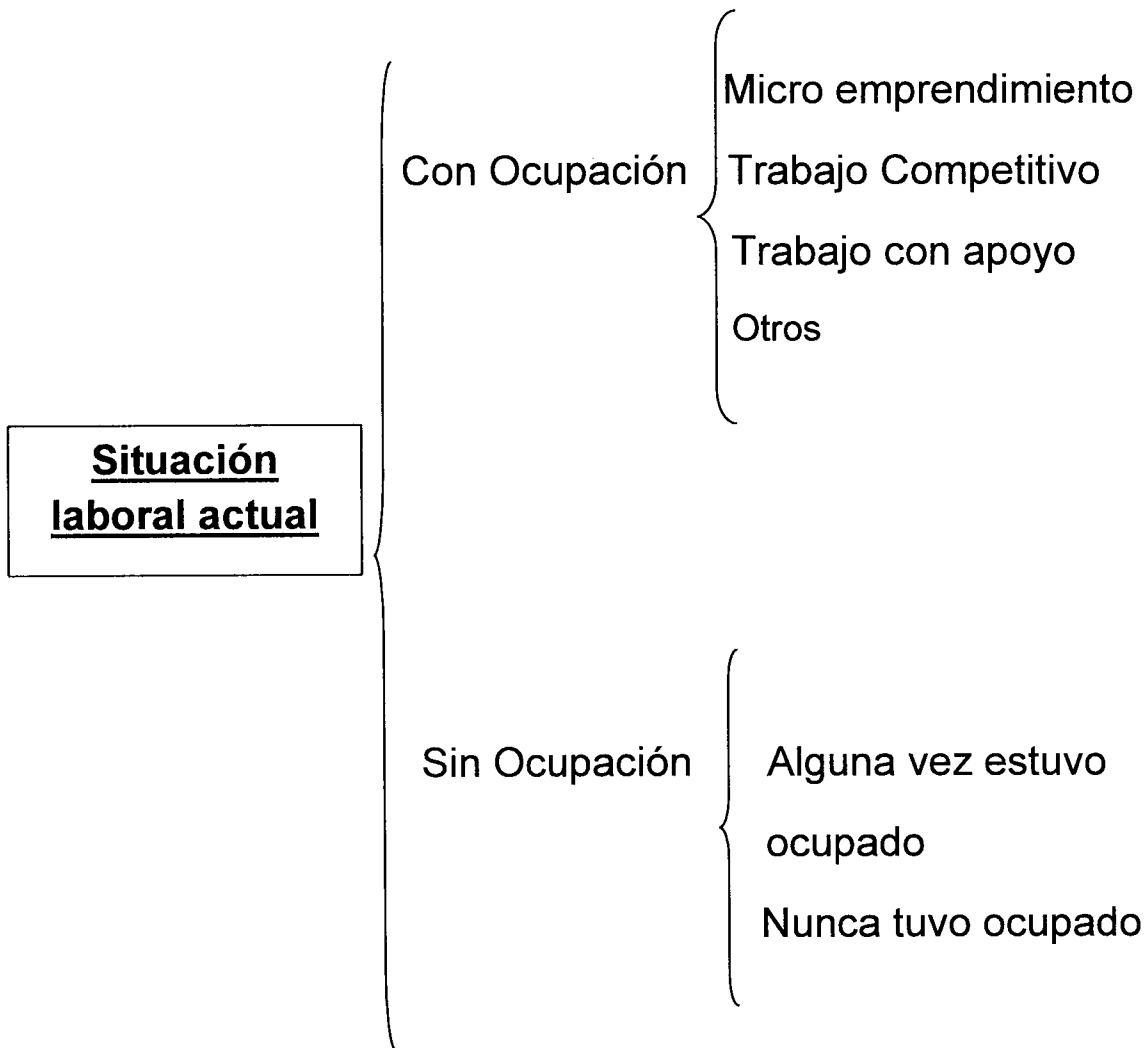 Situación
laboral actual
Con Ocupación
Micro emprendimiento
Trabajo Competitivo
Trabajo con apoyo
Otros
Sin Ocupación
Alguna vez estuvo
ocupado
Nunca tuvo ocupado